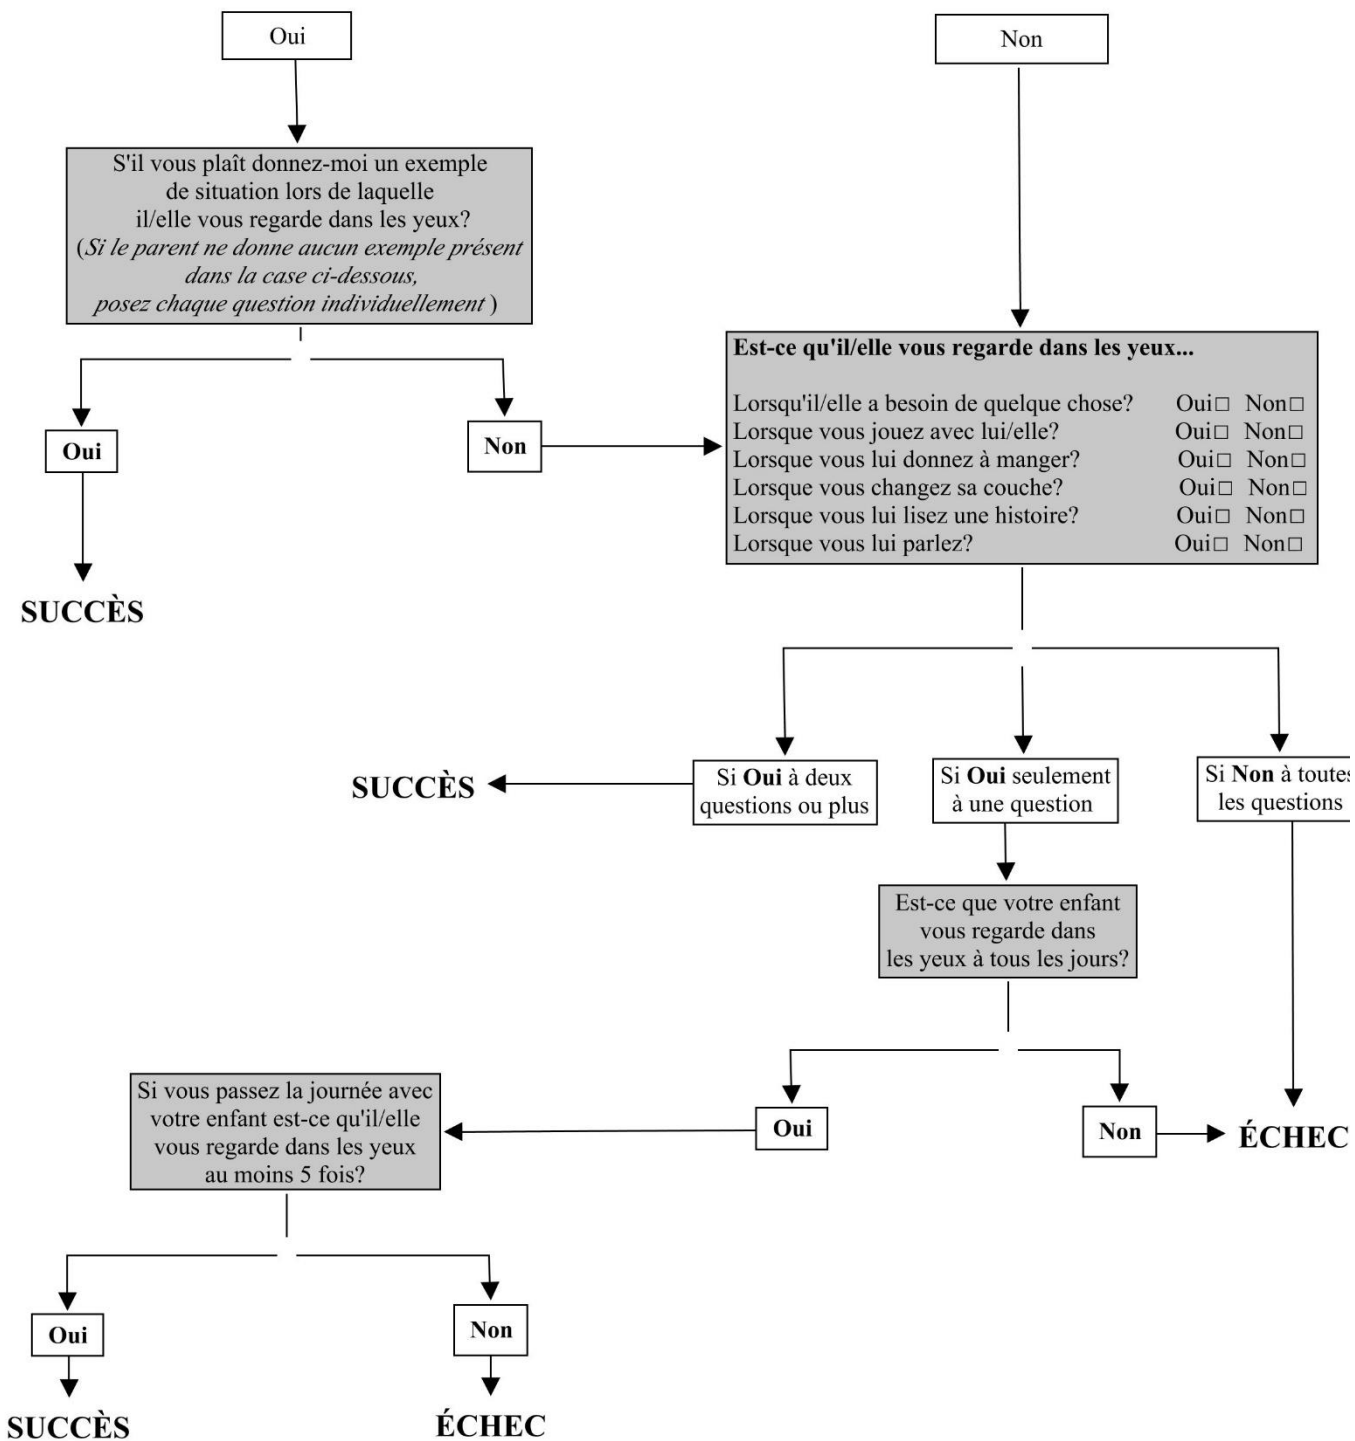 Oui
Non
S'il vous plaît donnez-moi un exemple
de situation lors de laquelle
il/elle vous regarde dans les yeux?
(Si le parent ne donne aucun exemple présent
dans la case ci-dessous,
posez chaque question individuellement )
Oui
Non
SUCCÈS
Est-ce qu'il/elle vous regarde dans les yeux...
Lorsqu'il/elle a besoin de quelque chose? Oui□ Non□
Lorsque vous jouez avec lui/elle? Oui□ Non□
Lorsque vous lui donnez à manger? Oui□ Non□
Lorsque vous changez sa couche? Oui□ Non□
Lorsque vous lui lisez une histoire? Oui□ Non□
Lorsque vous lui parlez? Oui□ Non□
SUCCÈS
Si Oui à deux
questions ou plus
Si Oui seulement
à une question
Si Non à toutes
les questions
Est-ce que votre enfant
vous regarde dans
les yeux à tous les jours?
Oui
Non
ÉCHEC
Si vous passez la journée avec
votre enfant est-ce qu'il/elle
vous regarde dans les yeux
au moins 5 fois?
Oui
Non
SUCCÈS
ÉCHEC